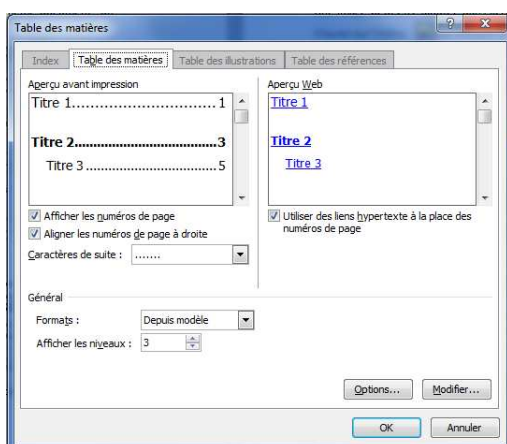 Table des matières
Index
Table des matières
Table des illustrations
Table des références
Aperçu avant impression
Titre 1.....................................1
Titre 2.....................................3
Titre 3.....................................5
Aperçu Web
Titre 1
Titre 2
Titre 3
Afficher les numéros de page
Aligner les numéros de page à droite
Caractères de suite : .......
Utiliser des liens hypertexte à la place des
numéros de page
Général
Formats : Depuis modèle
Afficher les niveaux : 3
Options... Modifier...
OK Annuler